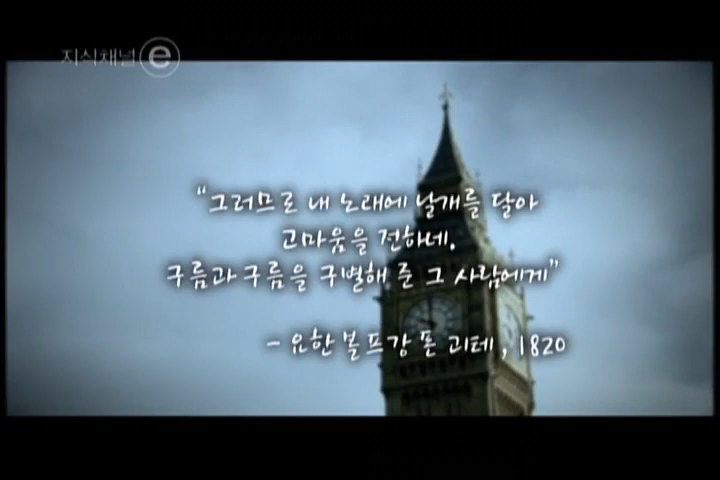 지식채널 e
"그러므로 내 노래에 날개를 달아
고마움을 전하네.
구름과 구름을 구별해 준 그 사람에게"
- 요한 볼프강 폰 괴테, 1820